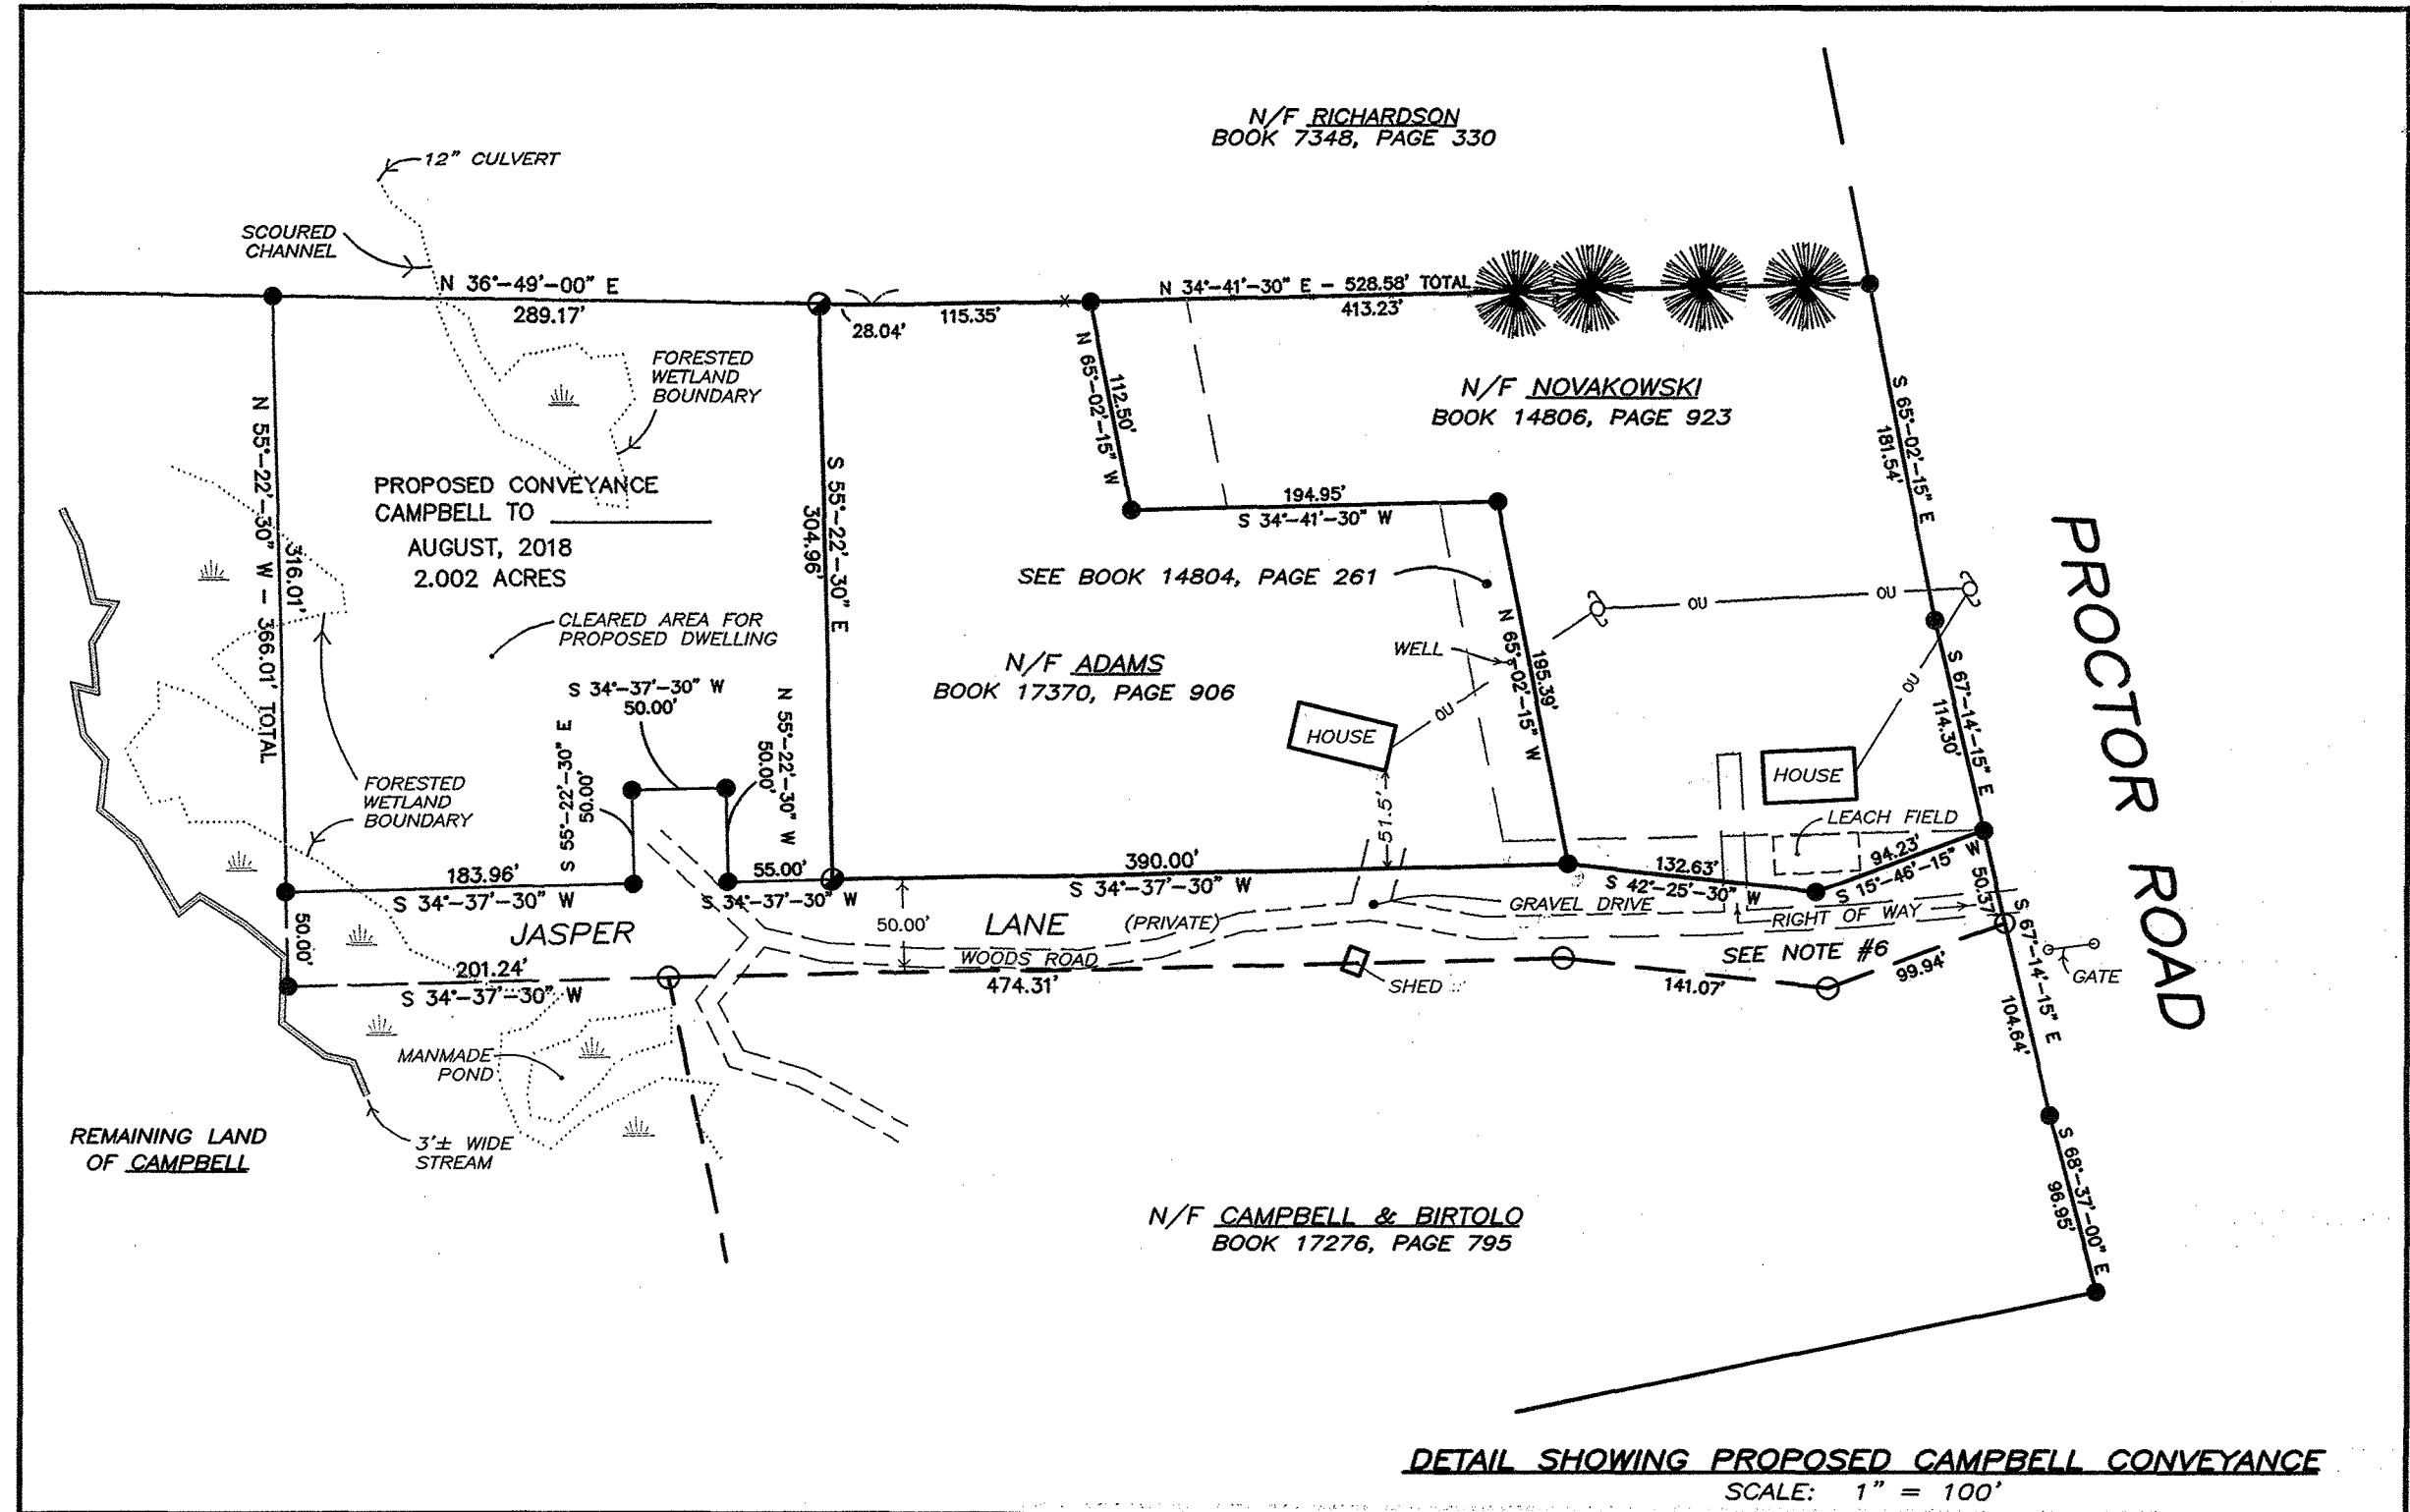 N/F RICHARDSON
BOOK 7348, PAGE 330
12" CULVERT
SCOURED
CHANNEL
N 36°-49'-00" E
289.17'
28.04'
115.35'
N 34°-41'-30" E - 528.58' TOTAL
413.23'
FORESTED
WETLAND
BOUNDARY
N 65°-02'-15" W
112.50'
N/F NOVAKOWSKI
BOOK 14806, PAGE 923
S 65°-02'-15" E
181.54'
N 55°-22'-30" W - 366.01' TOTAL
316.01'
PROPOSED CONVEYANCE
CAMPBELL TO
AUGUST, 2018
2.002 ACRES
S 55°-22'-30" E
304.96'
194.95'
S 34°-41'-30" W
SEE BOOK 14804, PAGE 261
OU
OU
PROCTOR ROAD
CLEARED AREA FOR
PROPOSED DWELLING
N/F ADAMS
BOOK 17370, PAGE 906
WELL
N 65°-02'-15" W
195.39'
OU
OU
S 67°-14'-15" E
114.30'
S 34°-37'-30" W
50.00'
S 55°-22'-30" E
50.00'
N 55°-22'-30" W
50.00'
HOUSE
HOUSE
51.5'
LEACH FIELD
FORESTED
WETLAND
BOUNDARY
183.96'
S 34°-37'-30" W
55.00'
S 34°-37'-30" W
390.00'
S 34°-37'-30" W
132.63'
S 42°-25'-30" W
94.23'
S 15°-46'-15" W
50.37'
50.00'
JASPER
50.00'
LANE
(PRIVATE)
GRAVEL DRIVE
RIGHT OF WAY
WOODS ROAD
SEE NOTE #6
S 67°-14'-15" E
104.64'
GATE
201.24'
S 34°-37'-30" W
474.31'
SHED
141.07'
99.94'
MANMADE
POND
REMAINING LAND
OF CAMPBELL
3'± WIDE
STREAM
S 68°-37'-00" E
96.95'
N/F CAMPBELL & BIRTOLO
BOOK 17276, PAGE 795
DETAIL SHOWING PROPOSED CAMPBELL CONVEYANCE
SCALE: 1" = 100'